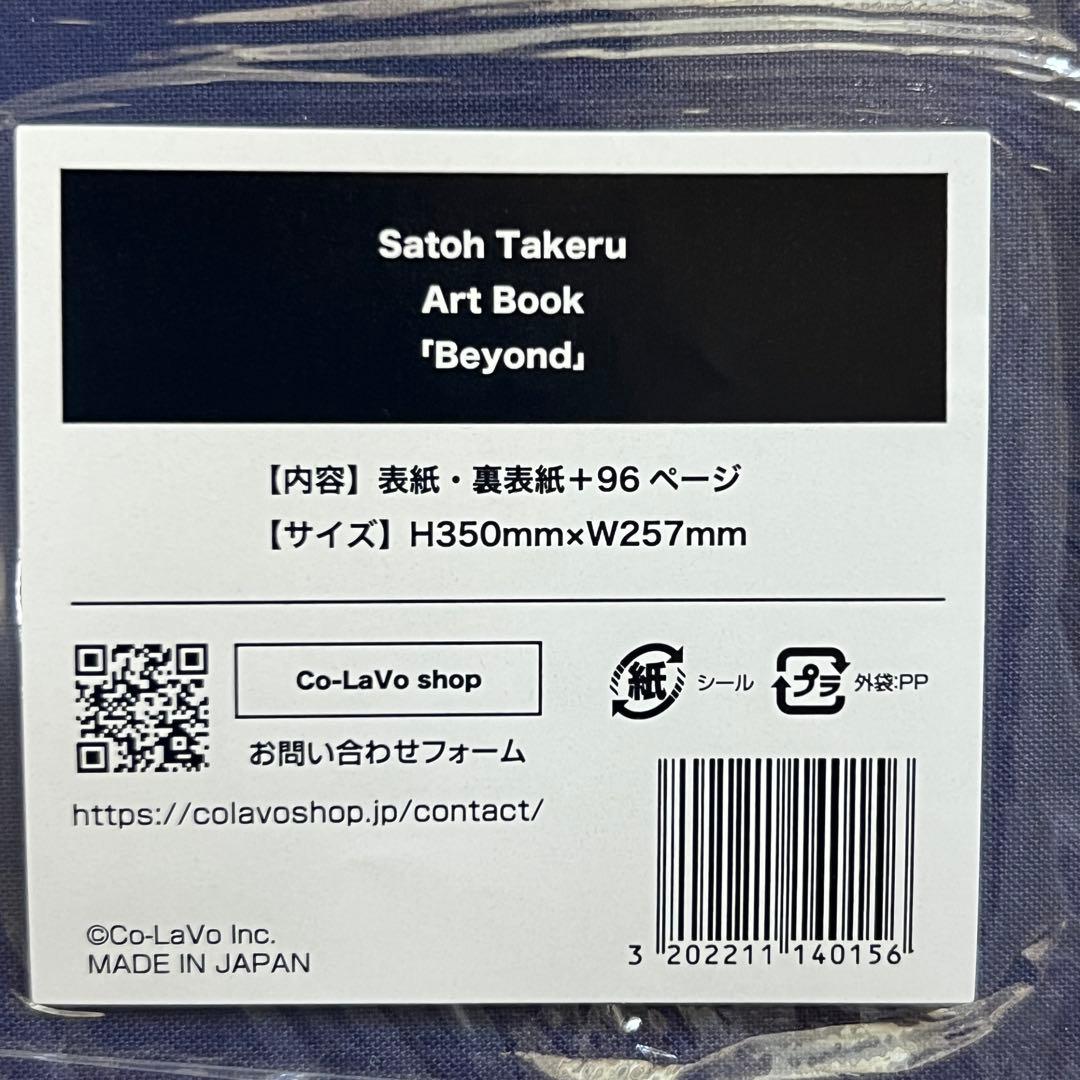 Satoh Takeru
Art Book
「Beyond」
【内容】表紙・裏表紙＋96ページ
【サイズ】H350mm×W257mm
Co-LaVo shop
お問い合わせフォーム
https://colavoshop.jp/contact/
紙 シール
プラ 外袋:PP
3 202211 140156
©Co-LaVo Inc.
MADE IN JAPAN